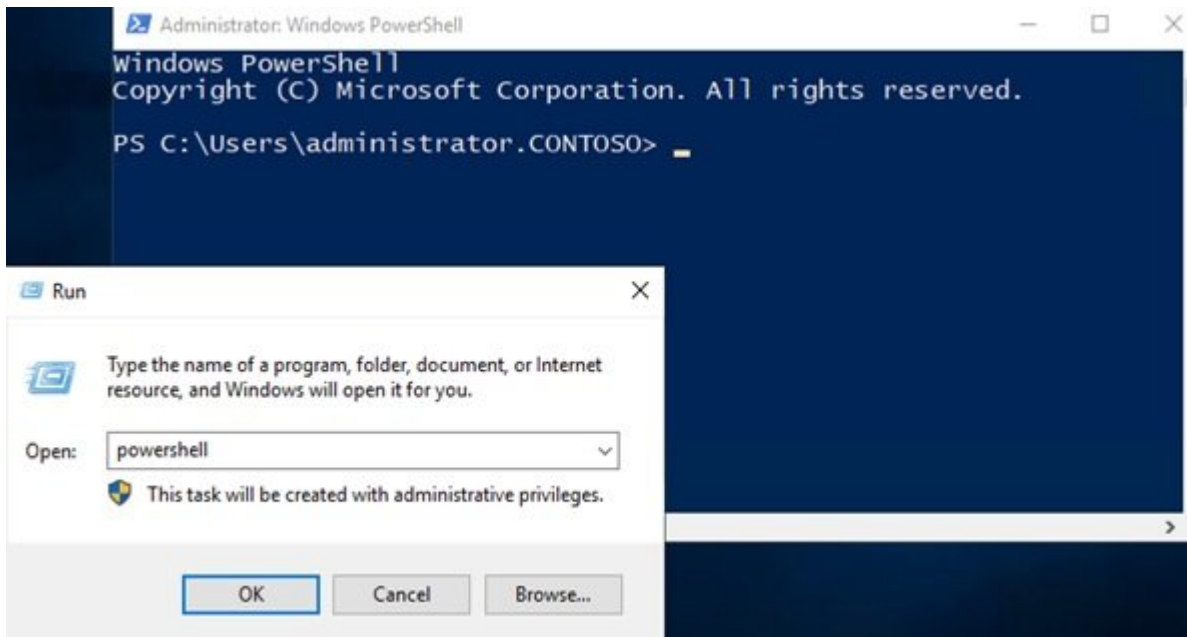 Administrator: Windows PowerShell
Windows PowerShell
Copyright (C) Microsoft Corporation. All rights reserved.
PS C:\Users\administrator.CONTOSO> _
Run
Type the name of a program, folder, document, or Internet
resource, and Windows will open it for you.
Open: powershell
This task will be created with administrative privileges.
OK Cancel Browse...